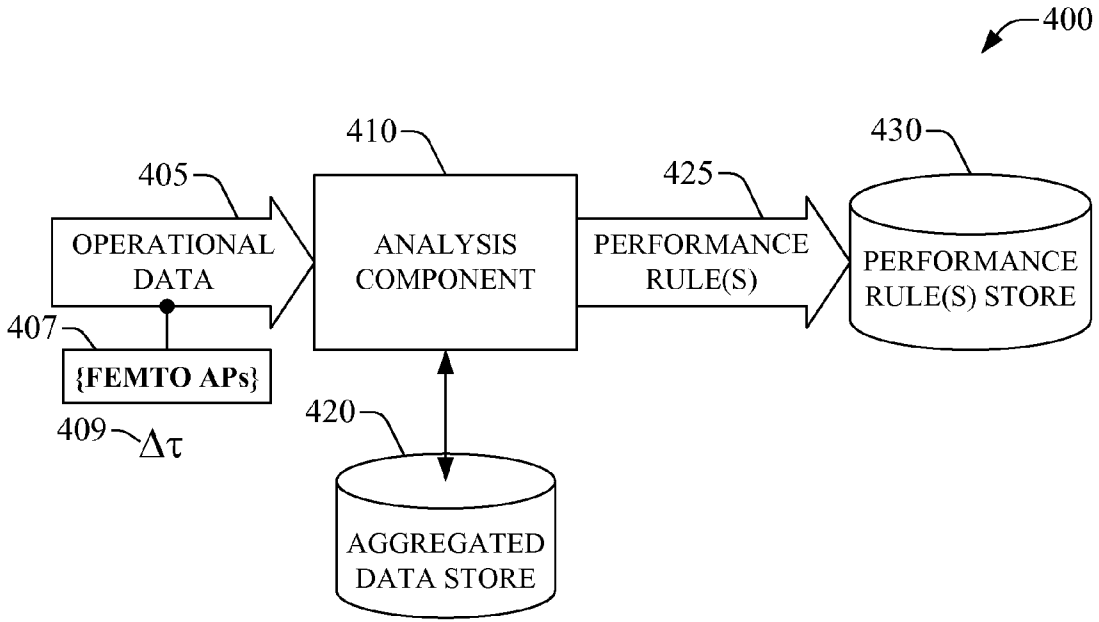 400
410
430
405
425
OPERATIONAL
DATA
ANALYSIS
COMPONENT
PERFORMANCE
RULE(S)
PERFORMANCE
RULE(S) STORE
407
{FEMTO APs}
409
Δτ
420
AGGREGATED
DATA STORE